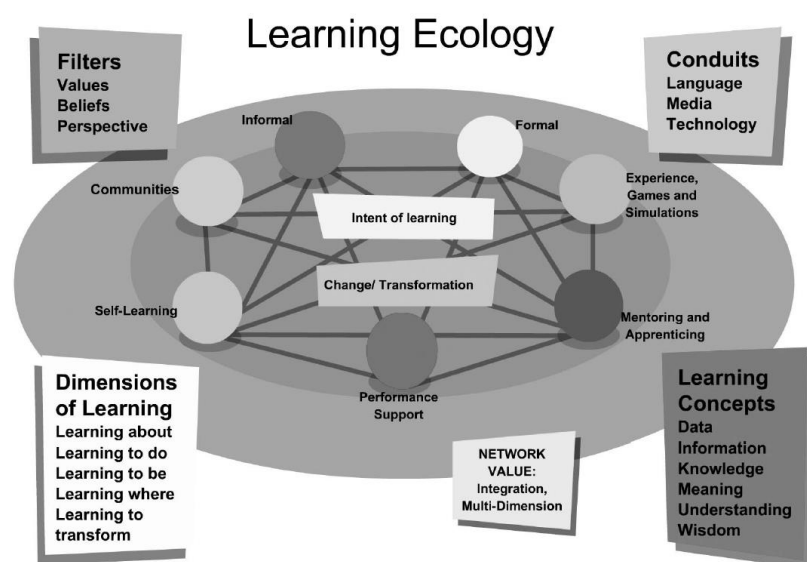 Learning Ecology
Filters
Values
Beliefs
Perspective
Conduits
Language
Media
Technology
Informal
Formal
Communities
Experience,
Games and
Simulations
Intent of learning
Change/ Transformation
Self-Learning
Mentoring and
Apprenticing
Performance
Support
Dimensions
of Learning
Learning about
Learning to do
Learning to be
Learning where
Learning to
transform
NETWORK
VALUE:
Integration,
Multi-Dimension
Learning
Concepts
Data
Information
Knowledge
Meaning
Understanding
Wisdom